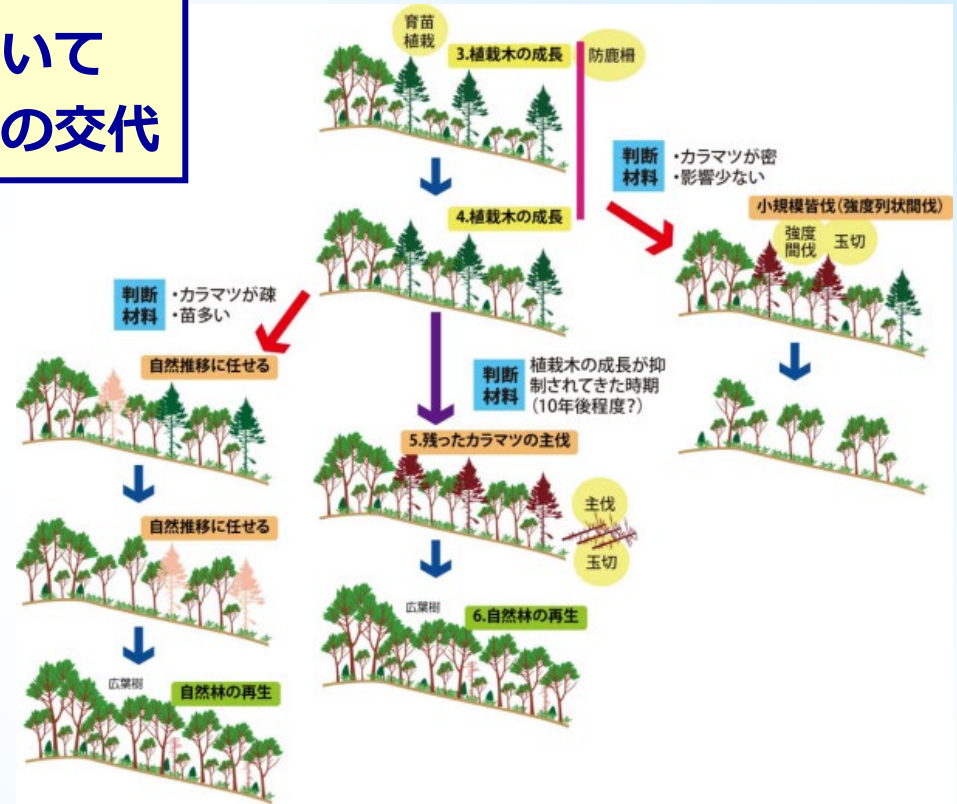 いて
の交代
育苗
植栽
3.植栽木の成長
防鹿柵
判断
材料
・カラマツが密
・影響少ない
小規模皆伐（強度列状間伐）
強度
間伐
玉切
4.植栽木の成長
判断
材料
・カラマツが疎
・苗多い
自然推移に任せる
判断
材料
植栽木の成長が抑
制されてきた時期
（10年後程度？）
5.残ったカラマツの主伐
主伐
玉切
自然推移に任せる
広葉樹
6.自然林の再生
広葉樹
自然林の再生